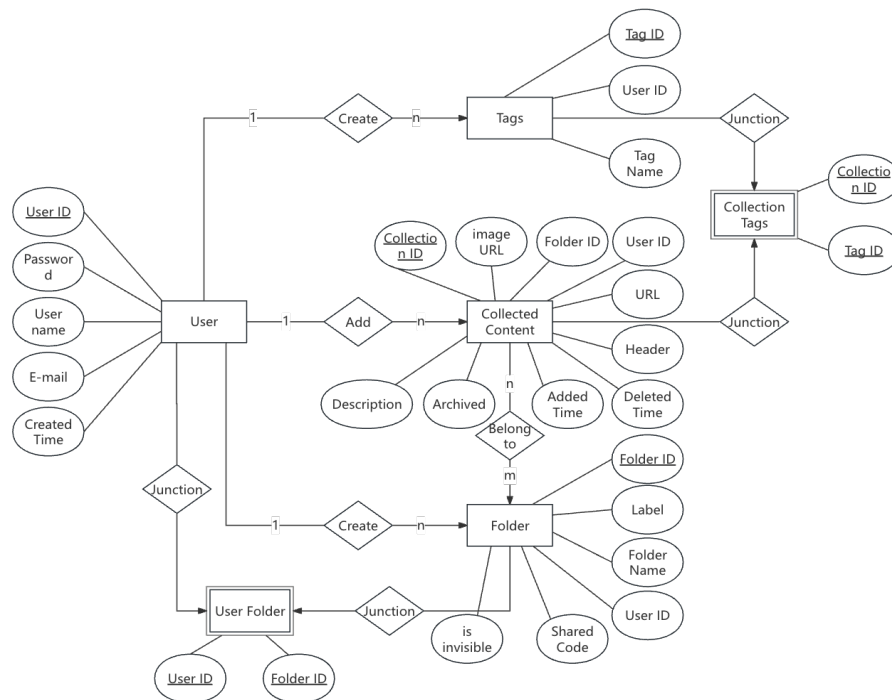 Tag ID
User ID
Tags
1
Create
n
Junction
Tag
Name
Collectio
n ID
Collection
Tags
Tag ID
User ID
Passwor
d
User
name
E-mail
Created
Time
User
1
Add
n
Collectio
n ID
image
URL
Folder ID
User ID
URL
Collected
Content
Header
Junction
Description
Archived
Added
Time
Deleted
Time
n
Belong
to
m
Junction
1
Create
n
Folder
Folder ID
Label
Folder
Name
User ID
is
invisible
Shared
Code
User Folder
Junction
User ID
Folder ID